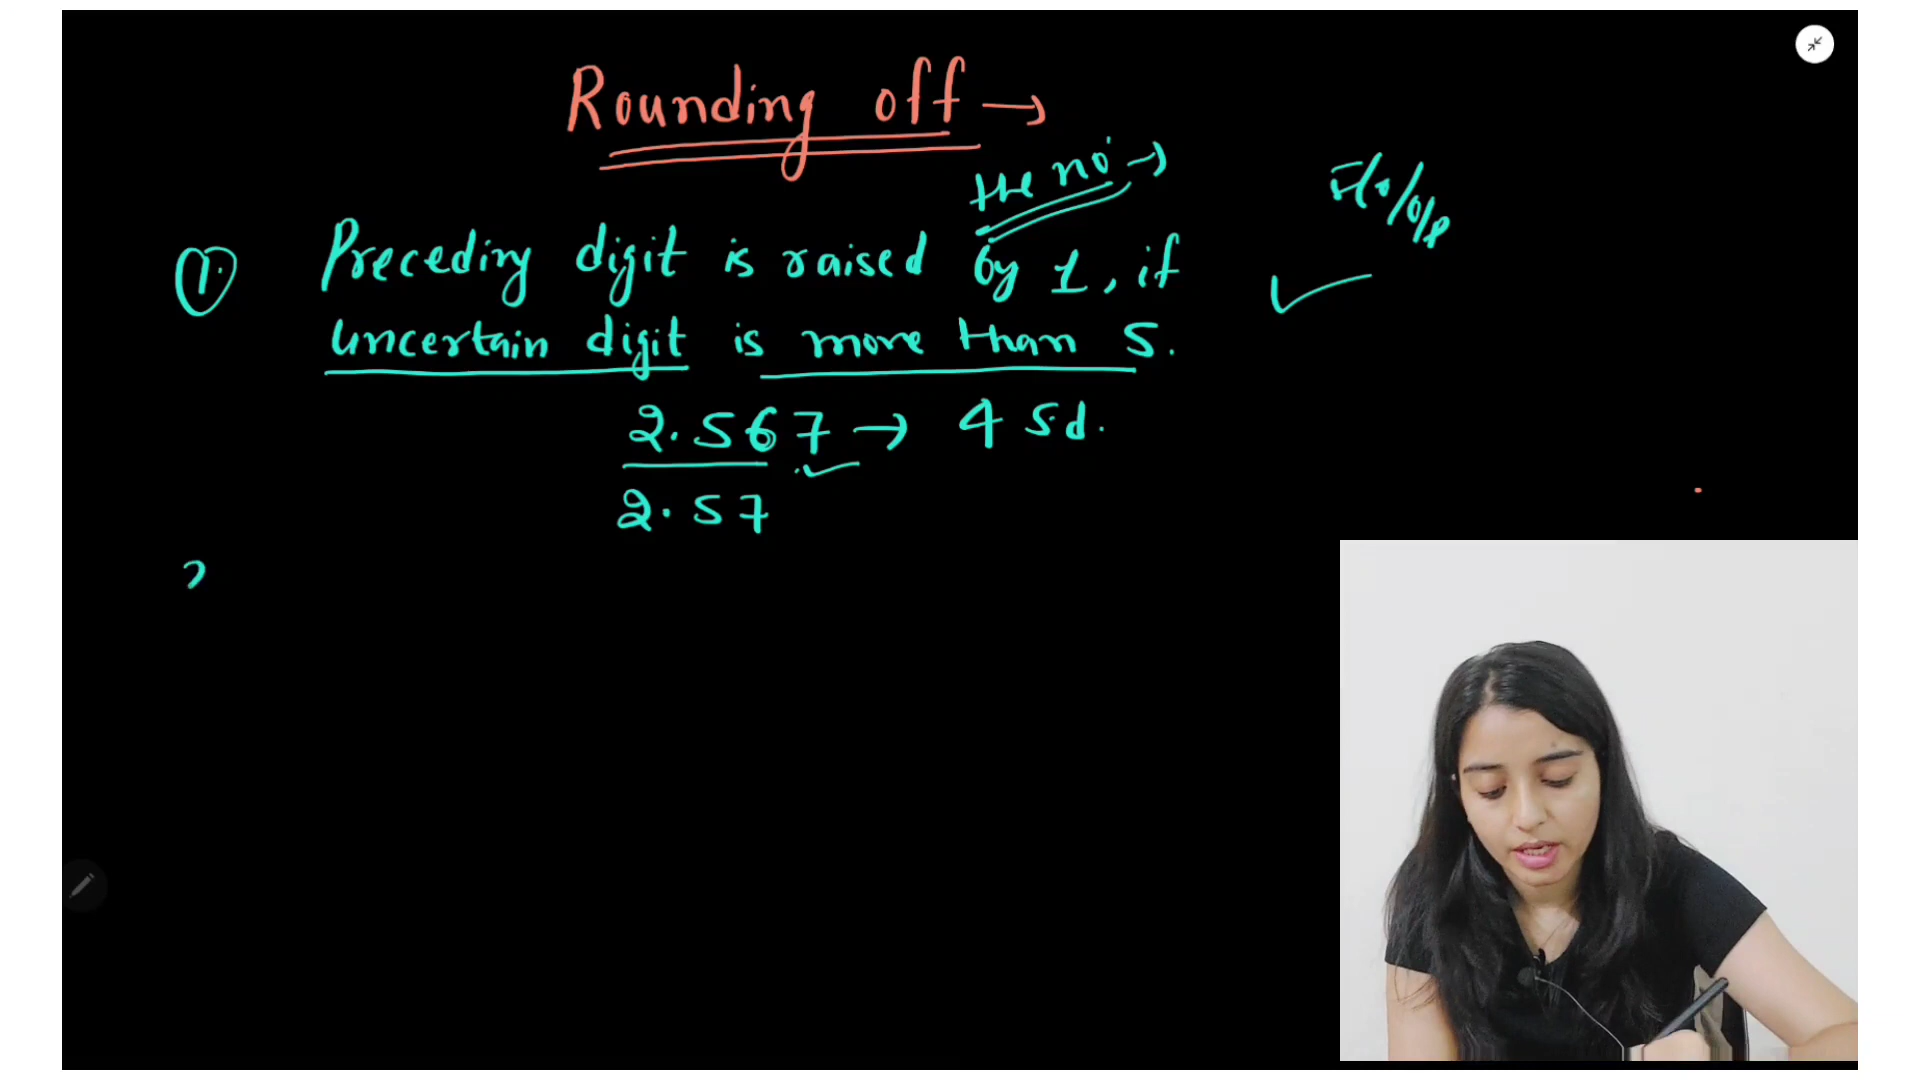 Rounding off →
the no →
① Preceding digit is raised by 1, if
uncertain digit is more than 5.
2.567 → 4 S.d.
2.57
2